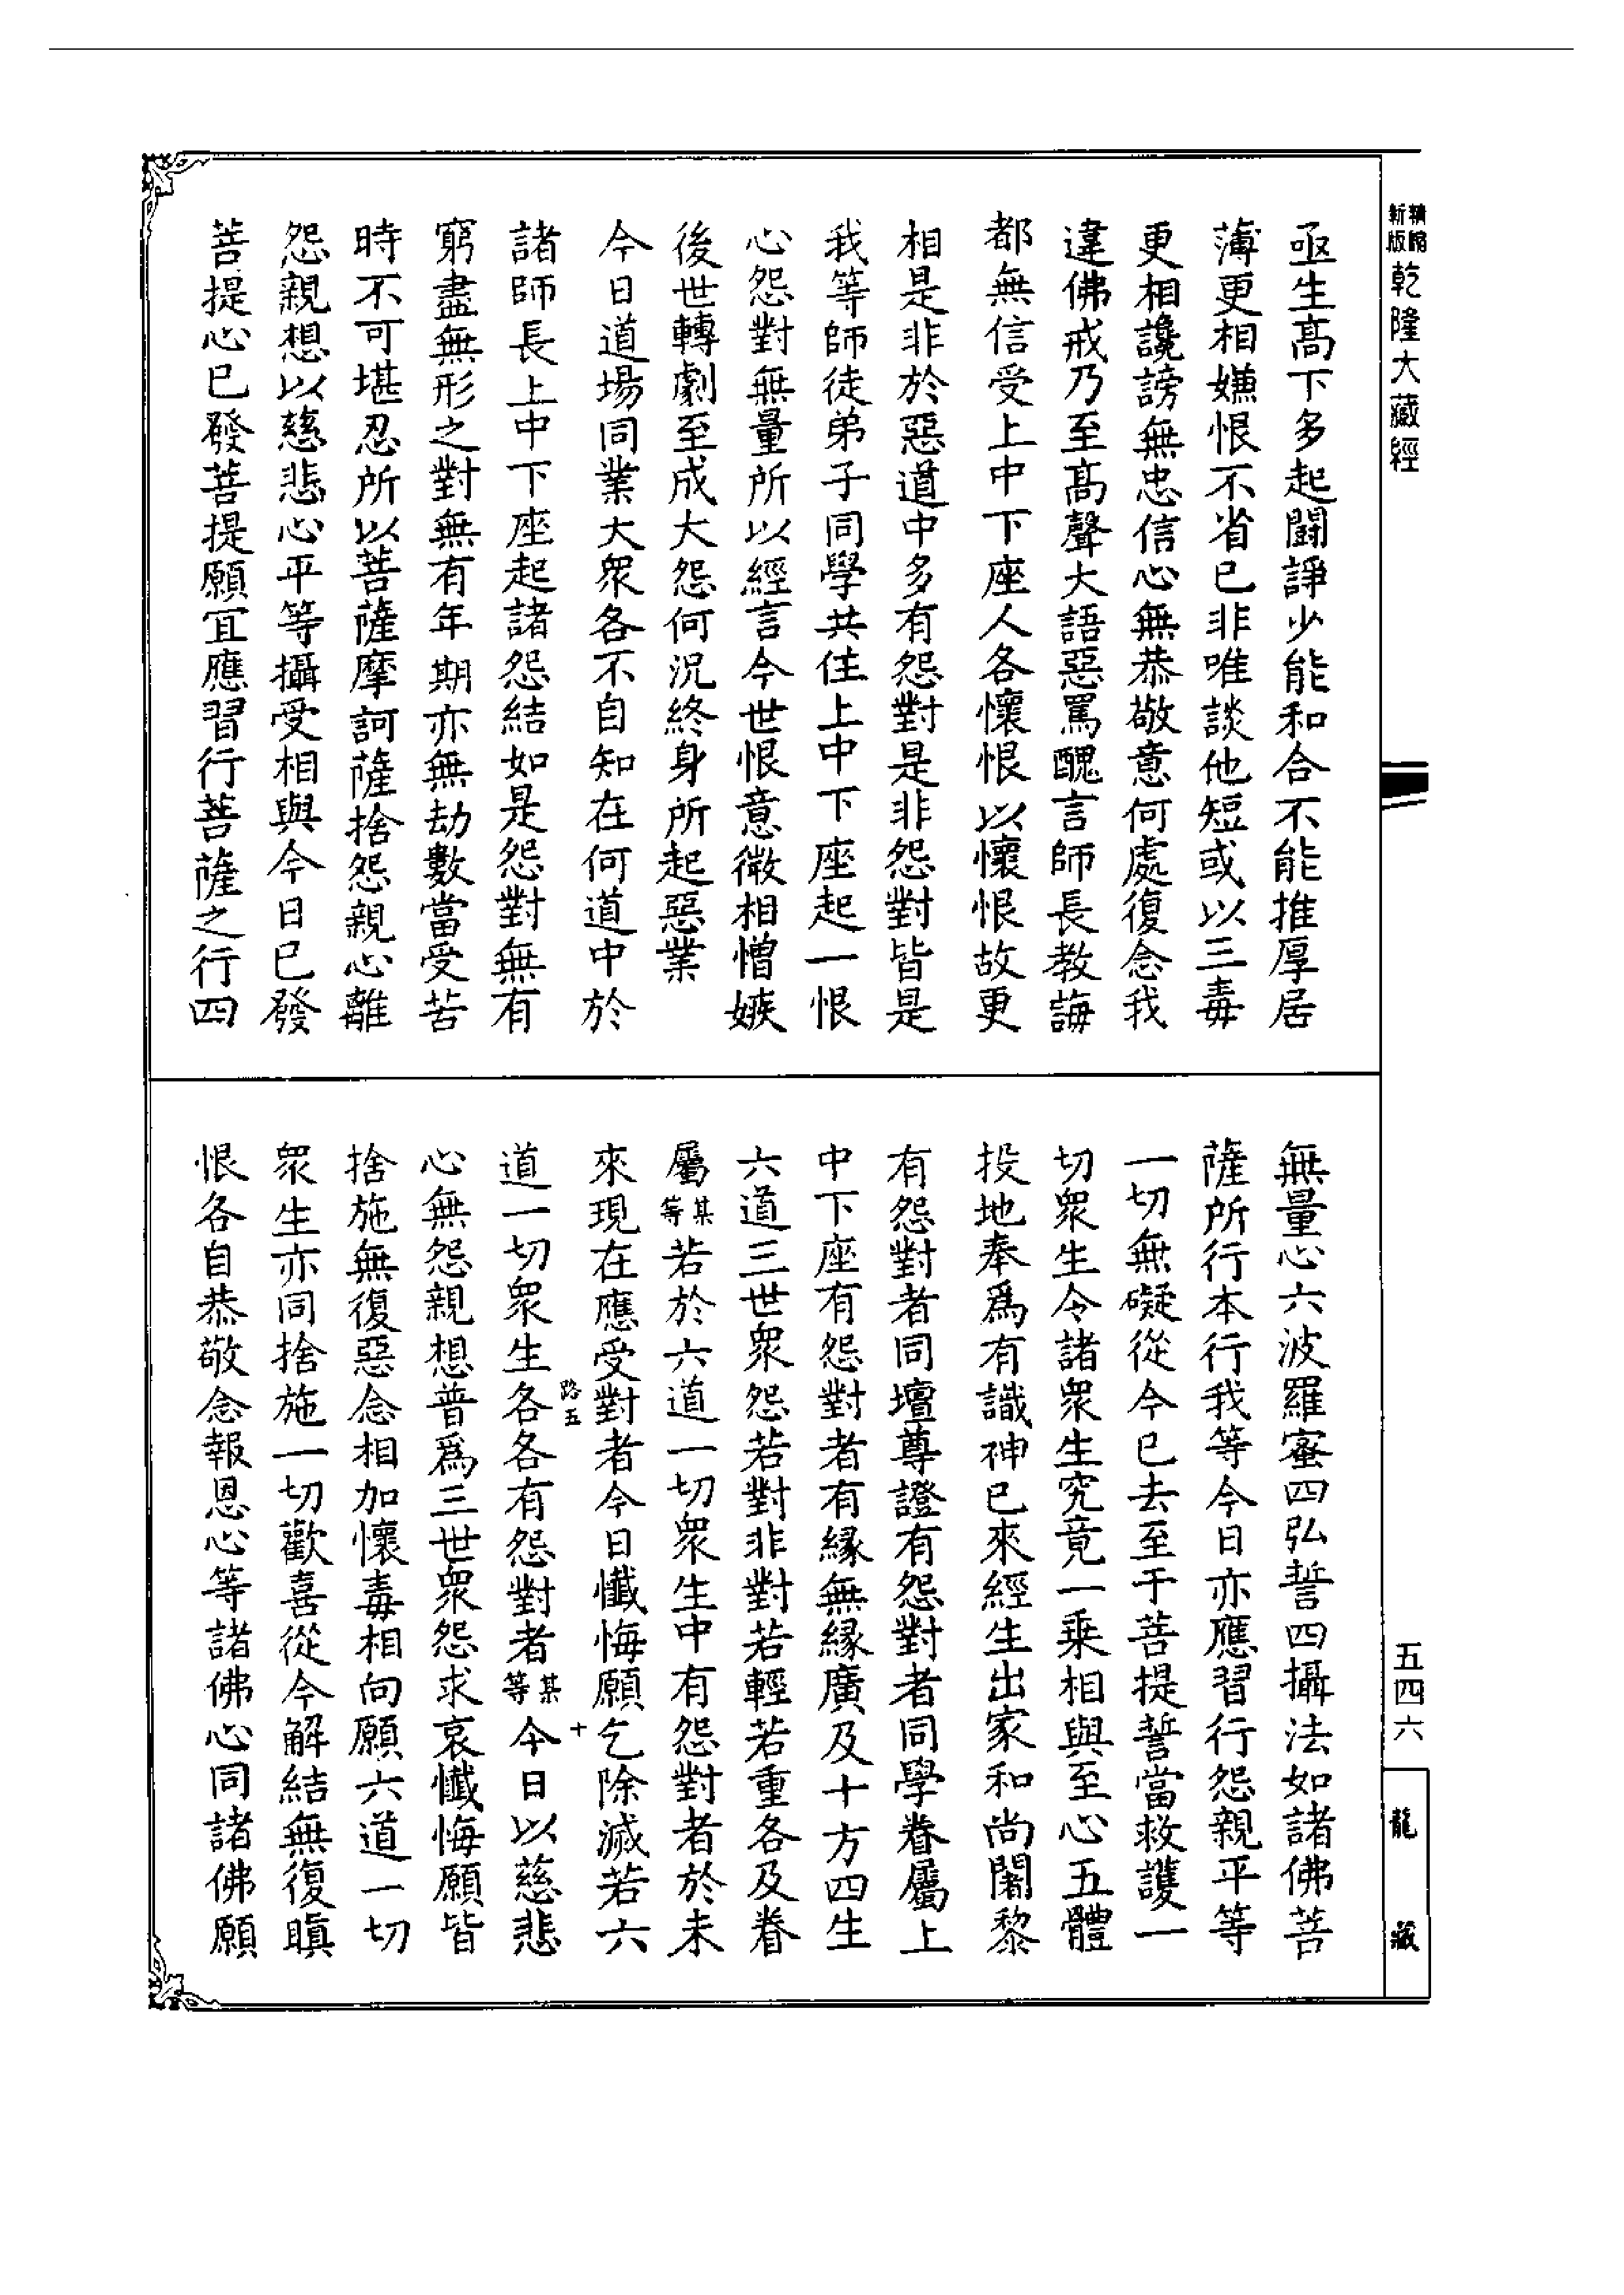 新版
精縮
乾隆大藏經
亟生高下多起鬪諍少能和合不能推厚居
薄更相嫌恨不省己非唯談他短或以三毒
更相讒謗無忠信心無恭敬意何處復念我
違佛戒乃至高聲大語惡罵醜言師長教誨
都無信受上中下座人各懷恨以懷恨故更
相是非於惡道中多有怨對是非怨對皆是
我等師徒弟子同學共住上中下座起一恨
心怨對無量所以經言今世恨意微相憎嫉
後世轉劇至成大怨何況終身所起惡業
今日道場同業大眾各不自知在何道中於
諸師長上中下座起諸怨結如是怨對無有
窮盡無形之對無有年期亦無劫數當受苦
時不可堪忍所以菩薩摩訶薩捨怨親心離
怨親想以慈悲心平等攝受相與今日已發
菩提心已發菩提願宜應習行菩薩之行四
無量心六波羅蜜四弘誓四攝法如諸佛菩
薩所行本行我等今日亦應習行怨親平等
一切無礙從今已去至于菩提誓當救護一
切眾生令諸眾生究竟一乘相與至心五體
投地奉爲有識神已來經生出家和尚闍黎
有怨對者同壇尊證有怨對者同學眷屬上
中下座有怨對者有緣無緣廣及十方四生
六道三世眾怨若對非對若輕若重各及眷
屬某等若於六道一切眾生中有怨對者於未
來現在應受對者今日懺悔願乞除滅若六
路五
十
道一切眾生各各有怨對者某等今日以慈悲
心無怨親想普爲三世眾怨求哀懺悔願皆
捨施無復惡念相加懷毒相向願六道一切
眾生亦同捨施一切歡喜從今解結無復瞋
恨各自恭敬念報恩心等諸佛心同諸佛願
五四六
龍藏